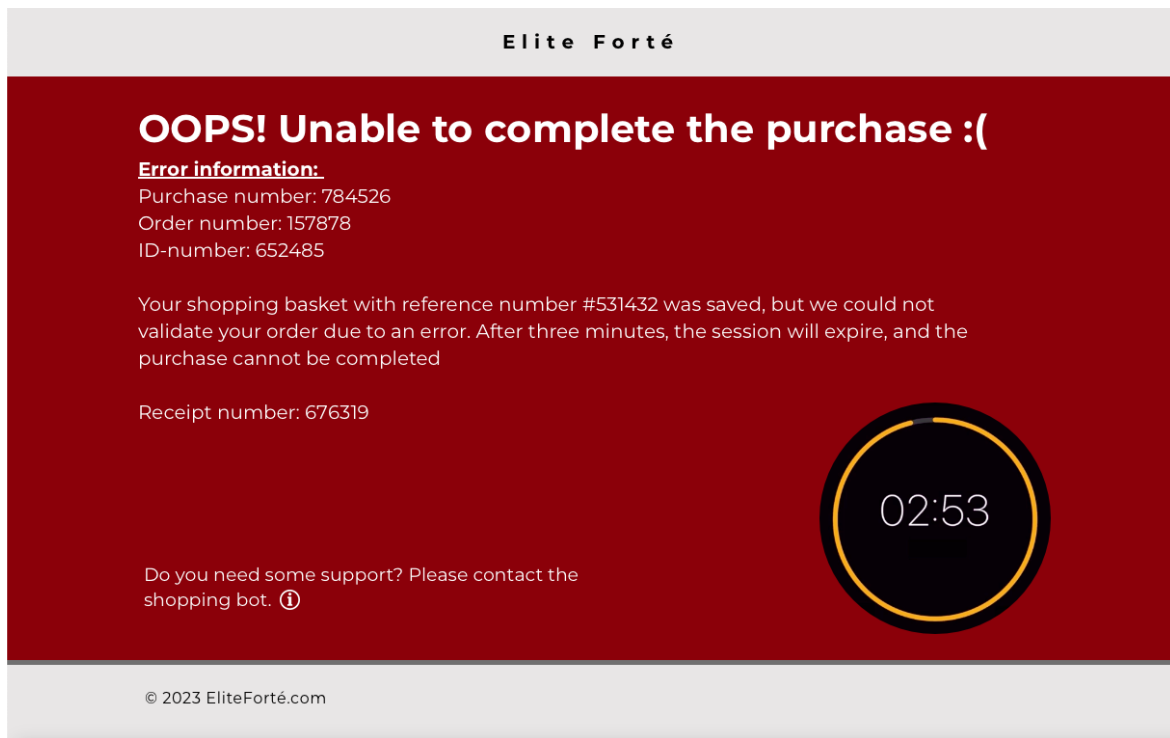 Elite Forté
OOPS! Unable to complete the purchase :(
Error information:
Purchase number: 784526
Order number: 157878
ID-number: 652485
Your shopping basket with reference number #531432 was saved, but we could not
validate your order due to an error. After three minutes, the session will expire, and the
purchase cannot be completed
Receipt number: 676319
02:53
Do you need some support? Please contact the
shopping bot.
© 2023 EliteForté.com